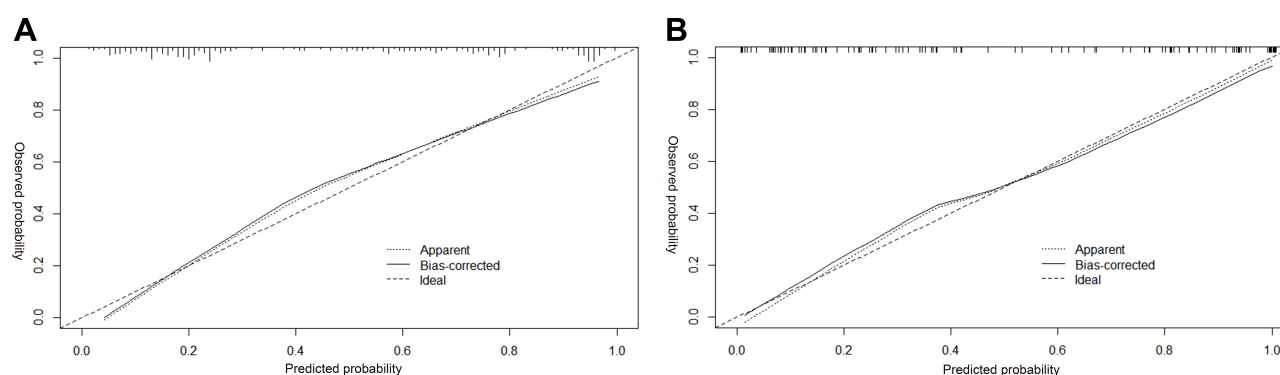 A
1.0
0.8
0.6
0.4
0.2
0.0
Observed probability
Apparent
Bias-corrected
Ideal
0.0 0.2 0.4 0.6 0.8 1.0
Predicted probability
B
1.0
0.8
0.6
0.4
0.2
0.0
Observed probability
Apparent
Bias-corrected
Ideal
0.0 0.2 0.4 0.6 0.8 1.0
Predicted probability